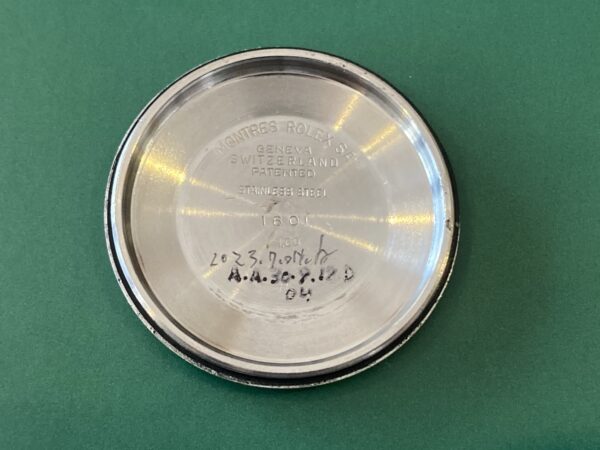 MONTRES ROLEX S.A
GENEVA
SWITZERLAND
PATENTED
STAINLESS STEEL
1601
2023.7.
A.A.30.8.12 D
04